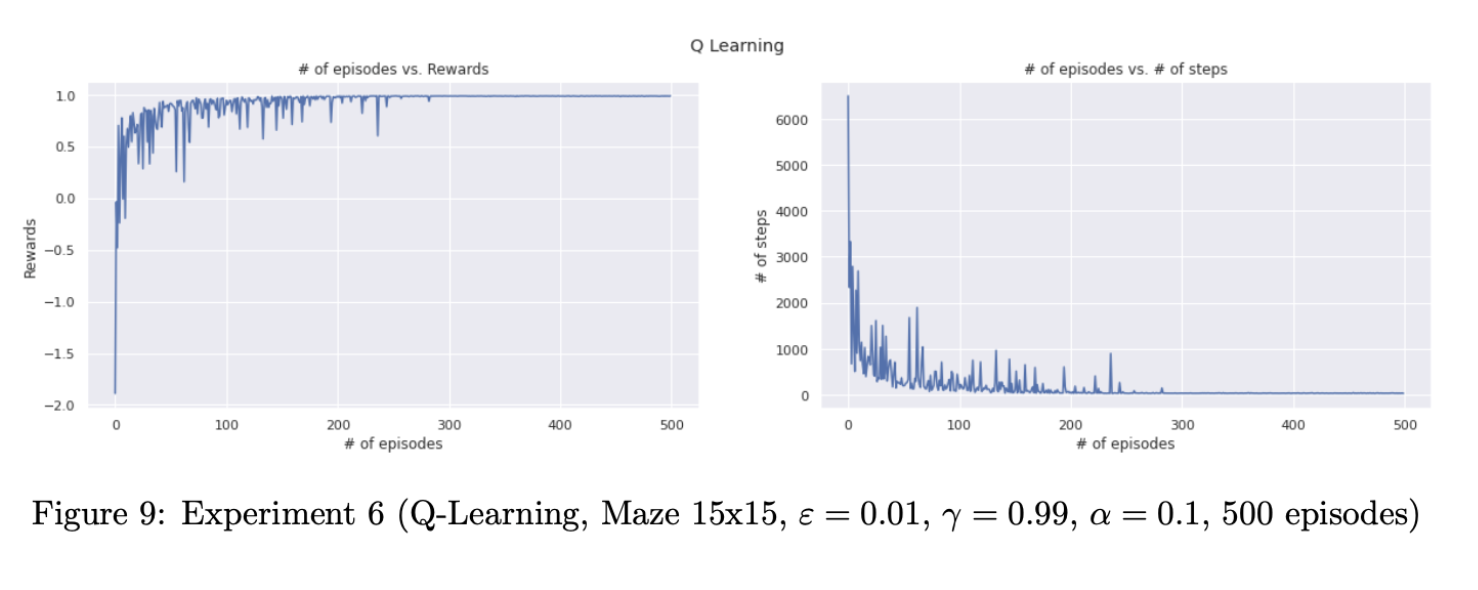 Q Learning
# of episodes vs. Rewards
1.0
0.5
0.0
−0.5
−1.0
−1.5
−2.0
Rewards
0 100 200 300 400 500
# of episodes
# of episodes vs. # of steps
6000
5000
4000
3000
2000
1000
0
# of steps
0 100 200 300 400 500
# of episodes
Figure 9: Experiment 6 (Q-Learning, Maze 15x15, ε = 0.01, γ = 0.99, α = 0.1, 500 episodes)